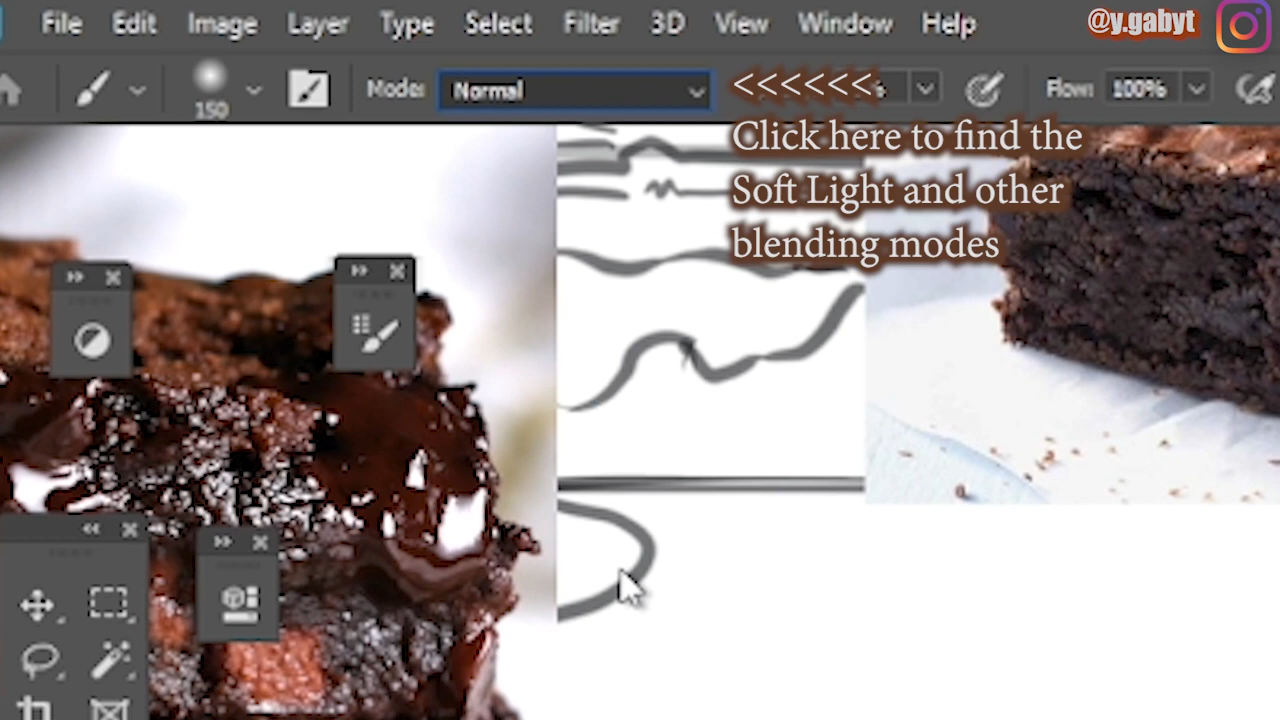 File Edit Image Layer Type Select Filter 3D View Window Help
@y.gabyt
150
Mode: Normal
<<<<<<
%
Flow: 100%
Click here to find the
Soft Light and other
blending modes